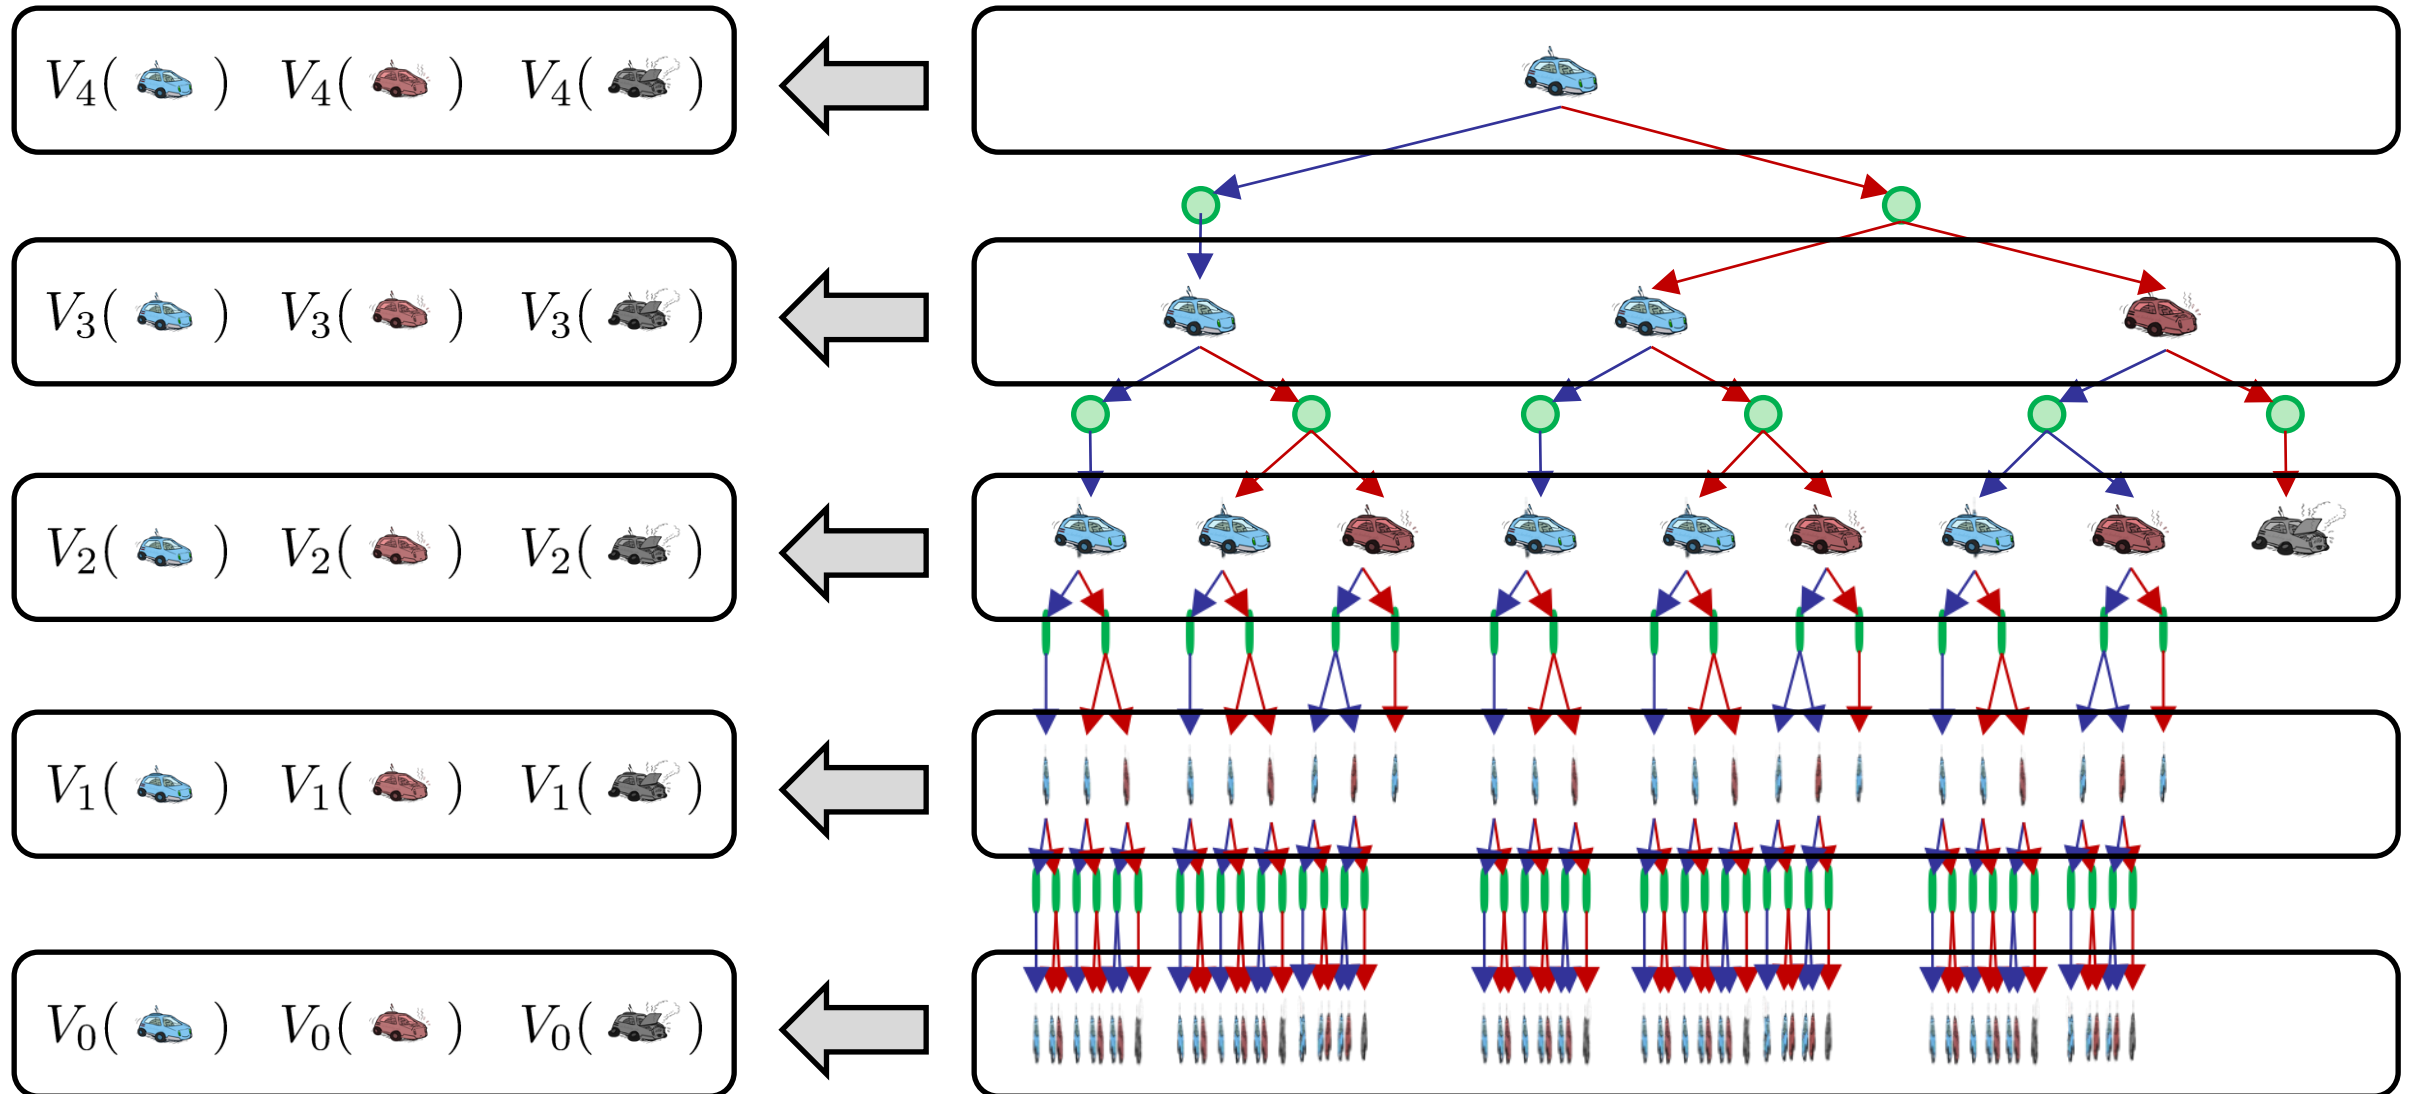 V4( ) V4( ) V4( )
V3( ) V3( ) V3( )
V2( ) V2( ) V2( )
V1( ) V1( ) V1( )
V0( ) V0( ) V0( )